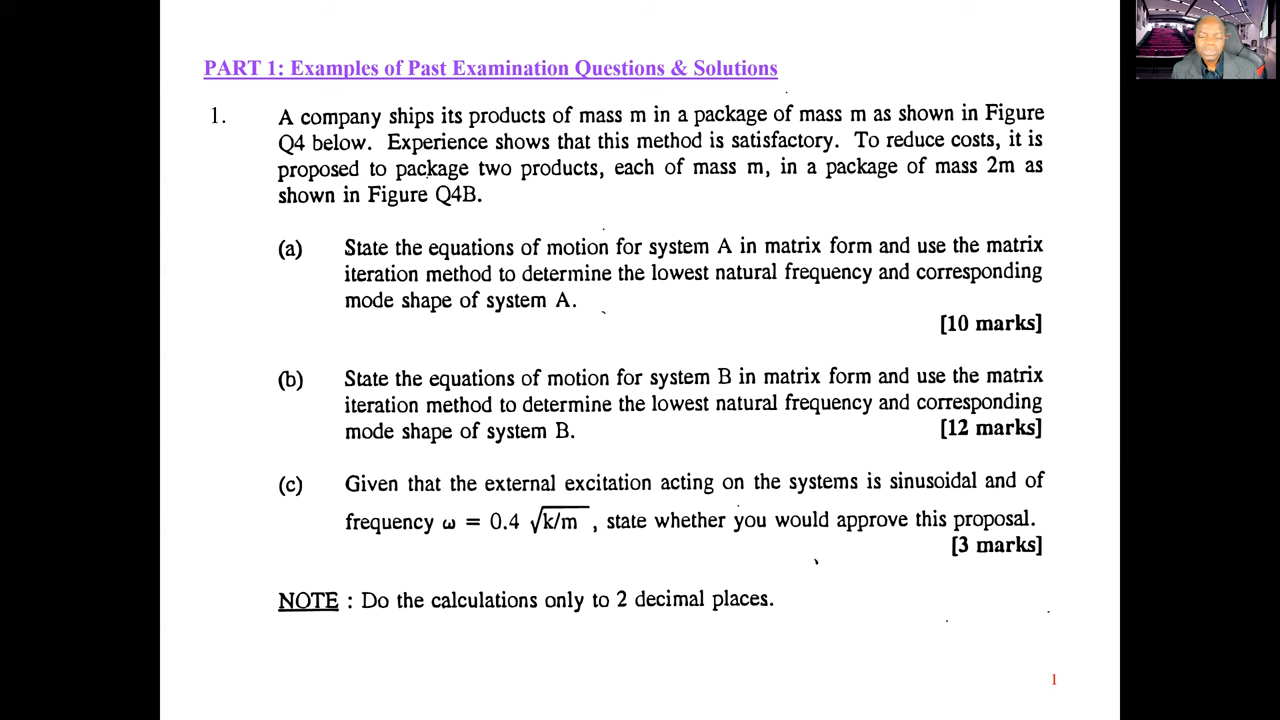 PART 1: Examples of Past Examination Questions & Solutions
1. A company ships its products of mass m in a package of mass m as shown in Figure
Q4 below. Experience shows that this method is satisfactory. To reduce costs, it is
proposed to package two products, each of mass m, in a package of mass 2m as
shown in Figure Q4B.
(a) State the equations of motion for system A in matrix form and use the matrix
iteration method to determine the lowest natural frequency and corresponding
mode shape of system A.
[10 marks]
(b) State the equations of motion for system B in matrix form and use the matrix
iteration method to determine the lowest natural frequency and corresponding
mode shape of system B. [12 marks]
(c) Given that the external excitation acting on the systems is sinusoidal and of
frequency ω = 0.4 √k/m , state whether you would approve this proposal.
[3 marks]
NOTE : Do the calculations only to 2 decimal places.
1